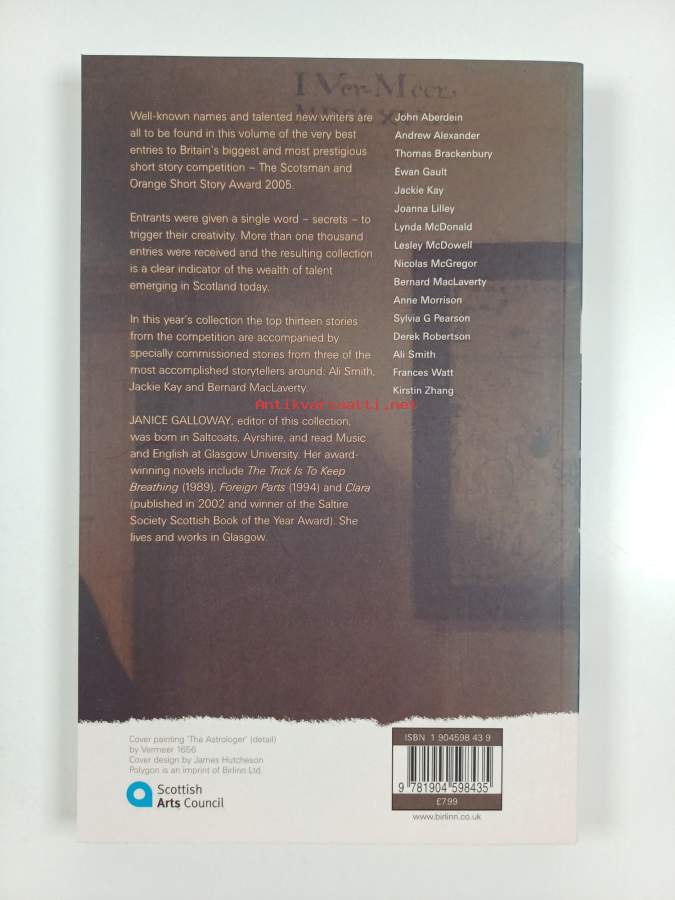 I Ver-Meer
Well-known names and talented new writers are
all to be found in this volume of the very best
entries to Britain's biggest and most prestigious
short story competition – The Scotsman and
Orange Short Story Award 2005.
Entrants were given a single word – secrets – to
trigger their creativity. More than one thousand
entries were received and the resulting collection
is a clear indicator of the wealth of talent
emerging in Scotland today.
In this year's collection the top thirteen stories
from the competition are accompanied by
specially commissioned stories from three of the
most accomplished storytellers around: Ali Smith,
Jackie Kay and Bernard MacLaverty.
Antikvariaatti.net
JANICE GALLOWAY, editor of this collection,
was born in Saltcoats, Ayrshire, and read Music
and English at Glasgow University. Her award-
winning novels include The Trick Is To Keep
Breathing (1989), Foreign Parts (1994) and Clara
(published in 2002 and winner of the Saltire
Society Scottish Book of the Year Award). She
lives and works in Glasgow.
John Aberdein
Andrew Alexander
Thomas Brackenbury
Ewan Gault
Jackie Kay
Joanna Lilley
Lynda McDonald
Lesley McDowell
Nicolas McGregor
Bernard MacLaverty
Anne Morrison
Sylvia G Pearson
Derek Robertson
Ali Smith
Frances Watt
Kirstin Zhang
Cover painting 'The Astrologer' (detail)
by Vermeer 1656
Cover design by James Hutcheson
Polygon is an imprint of Birlinn Ltd.
Scottish
Arts Council
ISBN 1 904598 43 9
9 781904 598435
£7.99
www.birlinn.co.uk